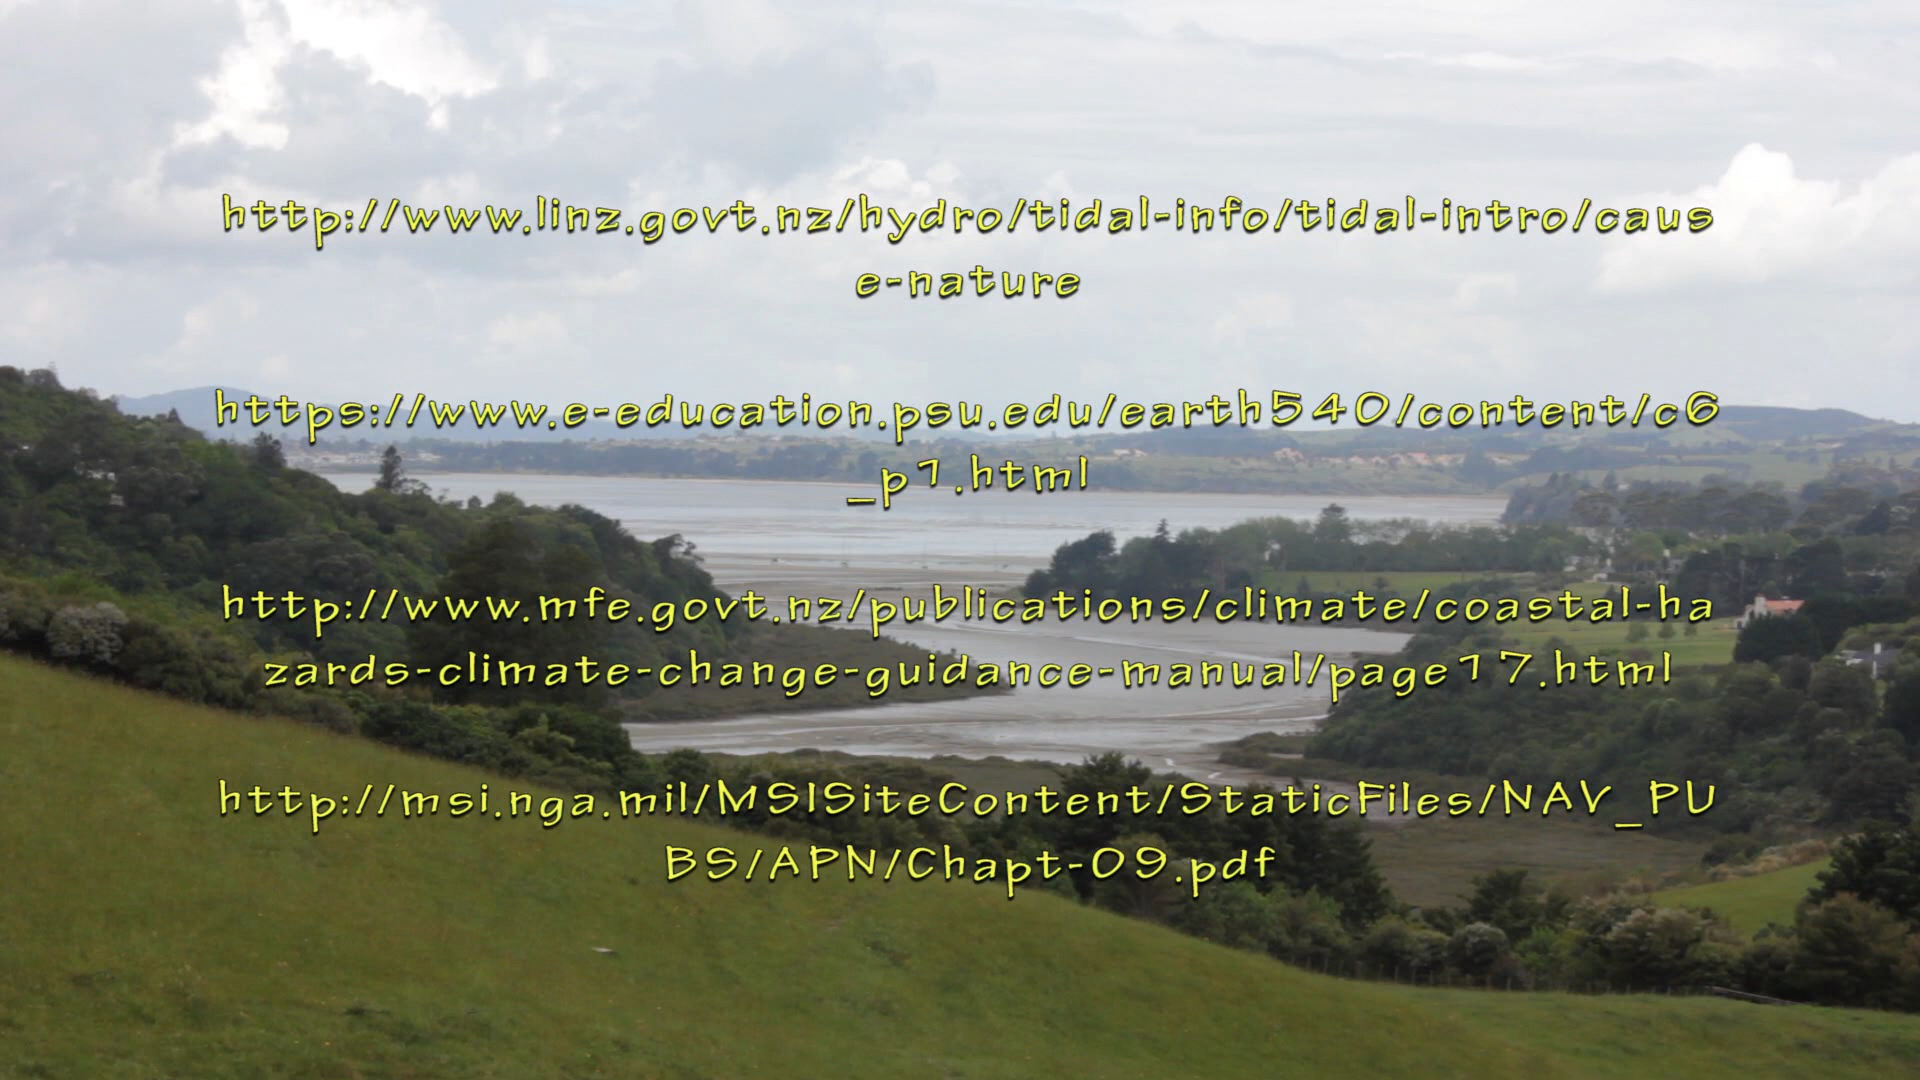 http://www.linz.govt.nz/hydro/tidal-info/tidal-intro/caus
e-nature
https://www.e-education.psu.edu/earth540/content/c6
_p7.html
http://www.mfe.govt.nz/publications/climate/coastal-ha
zards-climate-change-guidance-manual/page17.html
http://msi.nga.mil/MSISiteContent/StaticFiles/NAV_PU
BS/APN/Chapt-09.pdf